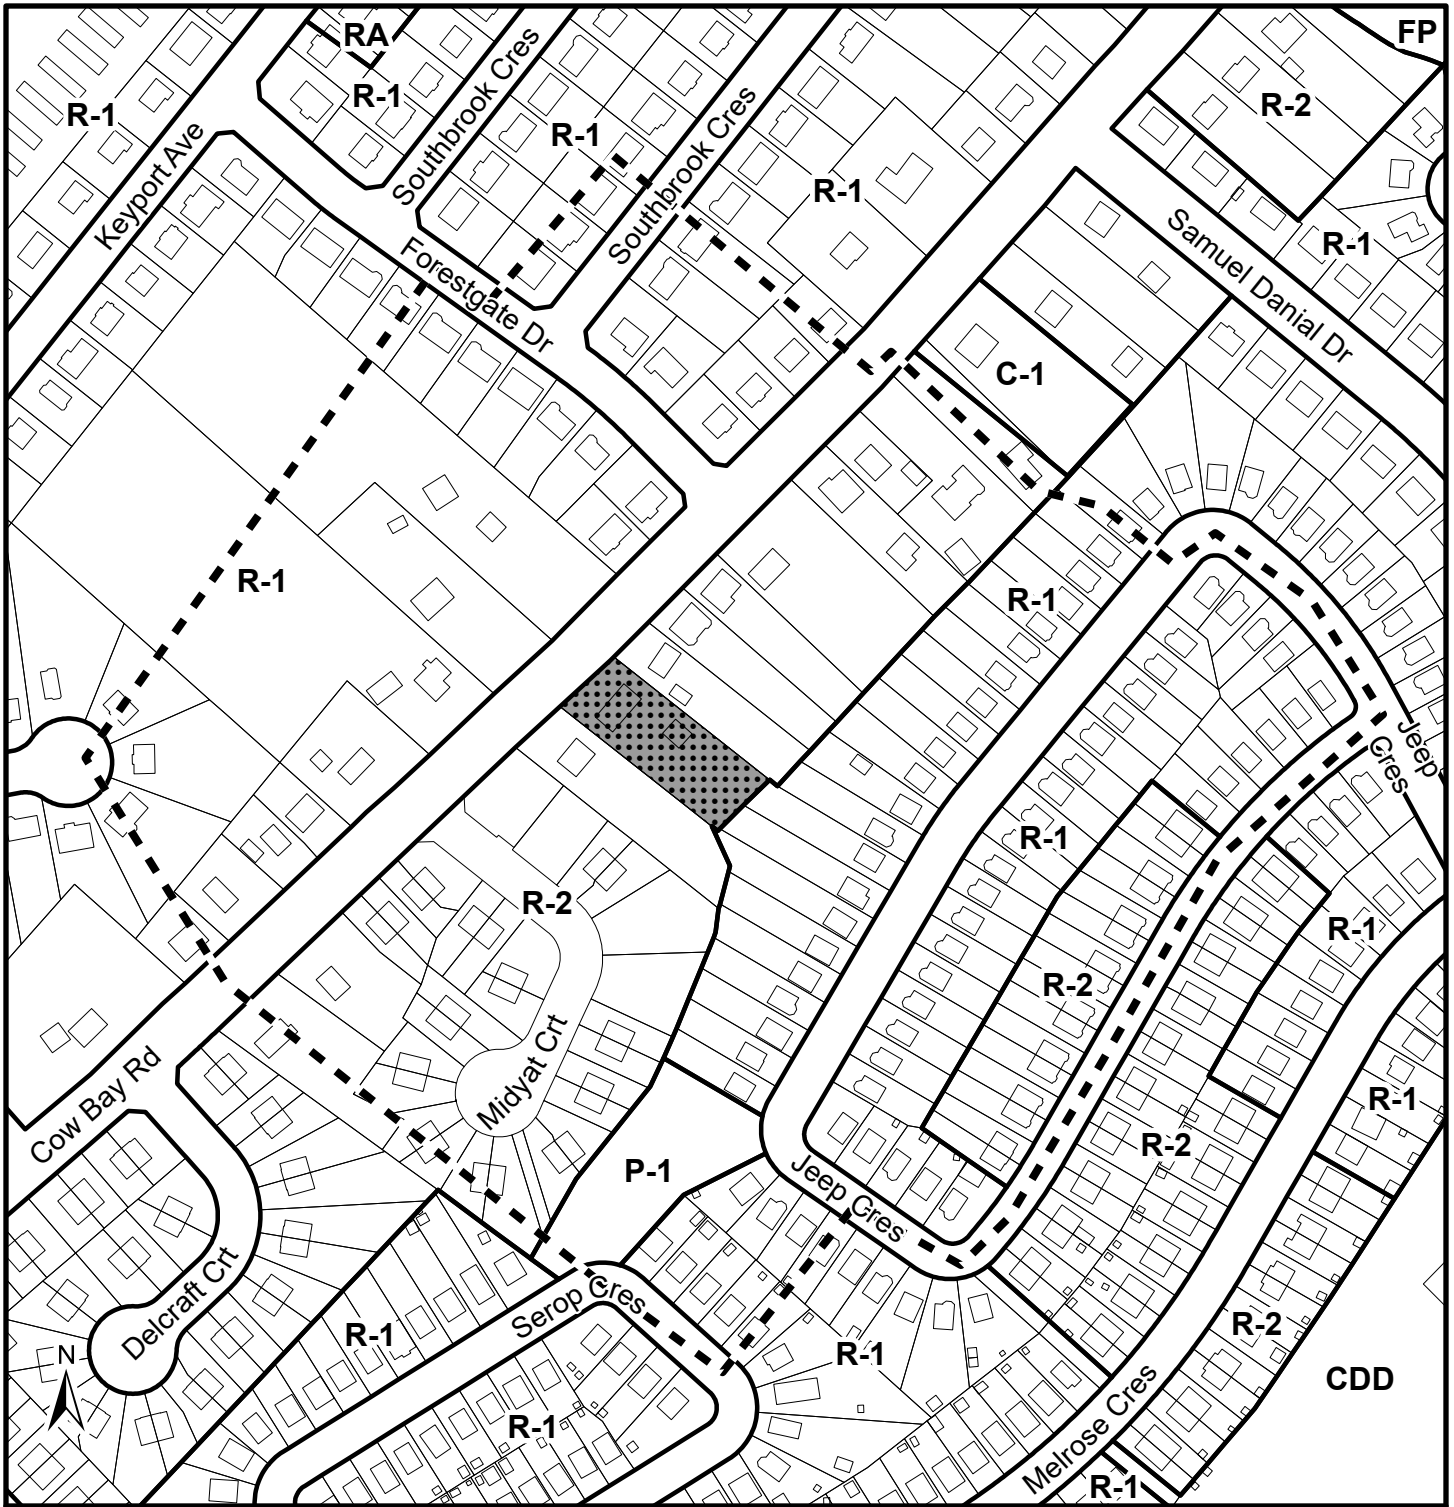 RA
FP
R-1
R-1
R-2
Southbrook Cres
R-1
Keyport Ave
Southbrook Cres
R-1
R-1
Samuel Danial Dr
Forestgate Dr
C-1
R-1
R-1
Jeep
Cres
R-1
R-2
R-1
R-2
Midyat Crt
Cow Bay Rd
R-1
R-2
P-1
Jeep Cres
Delcraft Crt
Serop Cres
R-1
R-1
R-2
N
CDD
R-1
Melrose Cres
R-1